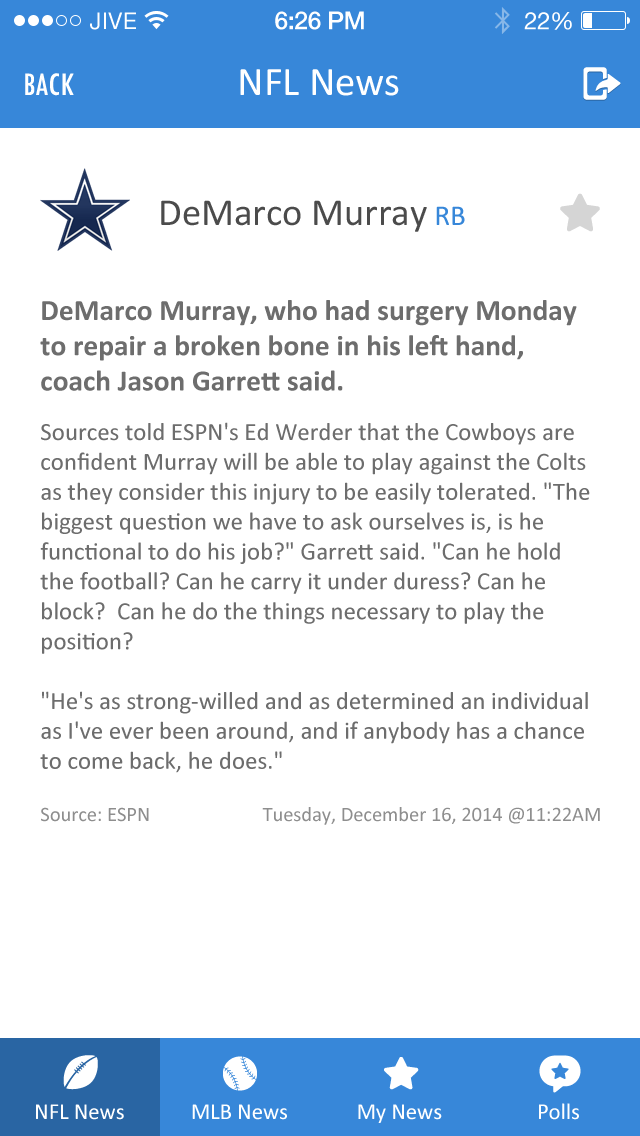 JIVE 6:26 PM 22%
BACK NFL News
DeMarco Murray RB
DeMarco Murray, who had surgery Monday
to repair a broken bone in his left hand,
coach Jason Garrett said.
Sources told ESPN's Ed Werder that the Cowboys are
confident Murray will be able to play against the Colts
as they consider this injury to be easily tolerated. "The
biggest question we have to ask ourselves is, is he
functional to do his job?" Garrett said. "Can he hold
the football? Can he carry it under duress? Can he
block?  Can he do the things necessary to play the
position?
"He's as strong-willed and as determined an individual
as I've ever been around, and if anybody has a chance
to come back, he does."
Source: ESPN Tuesday, December 16, 2014 @11:22AM
NFL News MLB News My News Polls